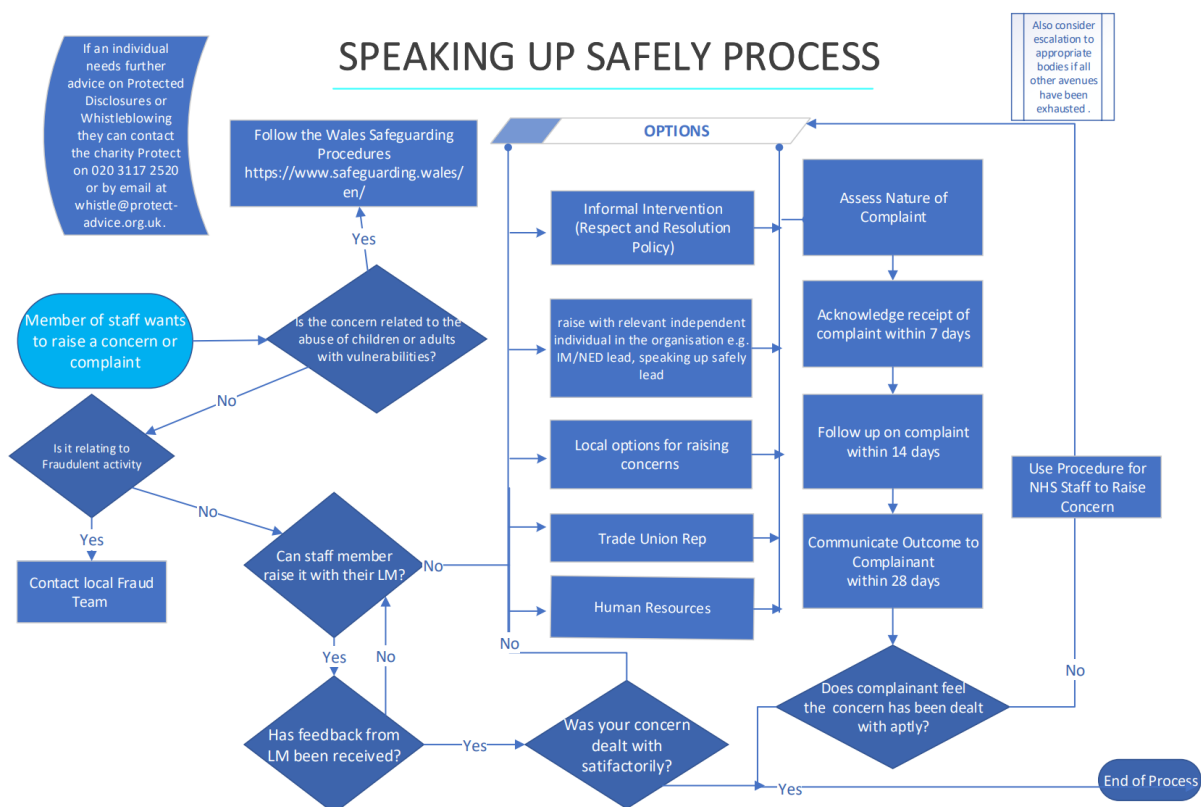 SPEAKING UP SAFELY PROCESS
If an individual
needs further
advice on Protected
Disclosures or
Whistleblowing
they can contact
the charity Protect
on 020 3117 2520
or by email at
whistle@protect-
advice.org.uk.
Also consider
escalation to
appropriate
bodies if all
other avenues
have been
exhausted .
Follow the Wales Safeguarding
Procedures
https://www.safeguarding.wales/
en/
Yes
Member of staff wants
to raise a concern or
complaint
Is the concern related to the
abuse of children or adults
with vulnerabilities?
No
Is it relating to
Fraudulent activity
Yes
Contact local Fraud
Team
No
Can staff member
raise it with their LM?
No
Yes
No
Has feedback from
LM been received?
Yes
Was your concern
dealt with
satifactorily?
No
Yes
OPTIONS
Informal Intervention
(Respect and Resolution
Policy)
raise with relevant independent
individual in the organisation e.g.
IM/NED lead, speaking up safely
lead
Local options for raising
concerns
Trade Union Rep
Human Resources
Assess Nature of
Complaint
Acknowledge receipt of
complaint within 7 days
Follow up on complaint
within 14 days
Communicate Outcome to
Complainant
within 28 days
Does complainant feel
the concern has been dealt
with aptly?
No
Use Procedure for
NHS Staff to Raise
Concern
End of Process